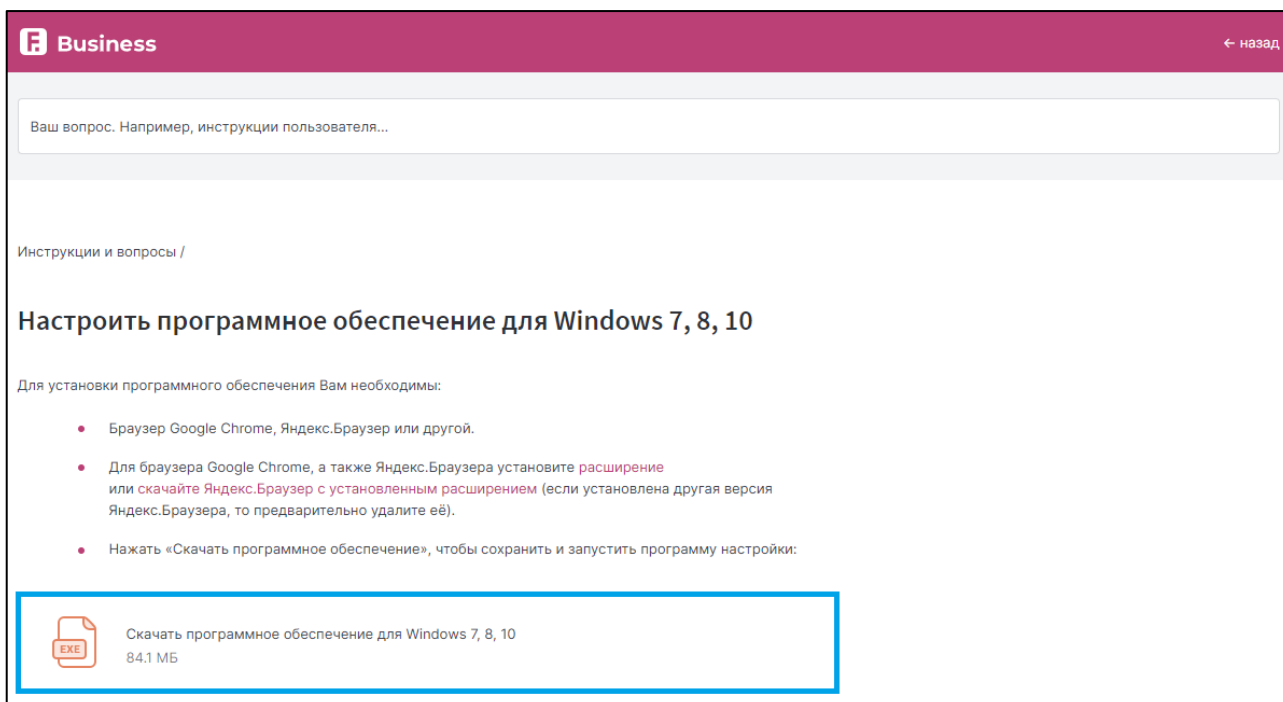 F. Business
← назад
Ваш вопрос. Например, инструкции пользователя...
Инструкции и вопросы /
Настроить программное обеспечение для Windows 7, 8, 10
Для установки программного обеспечения Вам необходимы:
• Браузер Google Chrome, Яндекс.Браузер или другой.
• Для браузера Google Chrome, а также Яндекс.Браузера установите расширение
или скачайте Яндекс.Браузер с установленным расширением (если установлена другая версия
Яндекс.Браузера, то предварительно удалите её).
• Нажать «Скачать программное обеспечение», чтобы сохранить и запустить программу настройки:
EXE
Скачать программное обеспечение для Windows 7, 8, 10
84.1 МБ